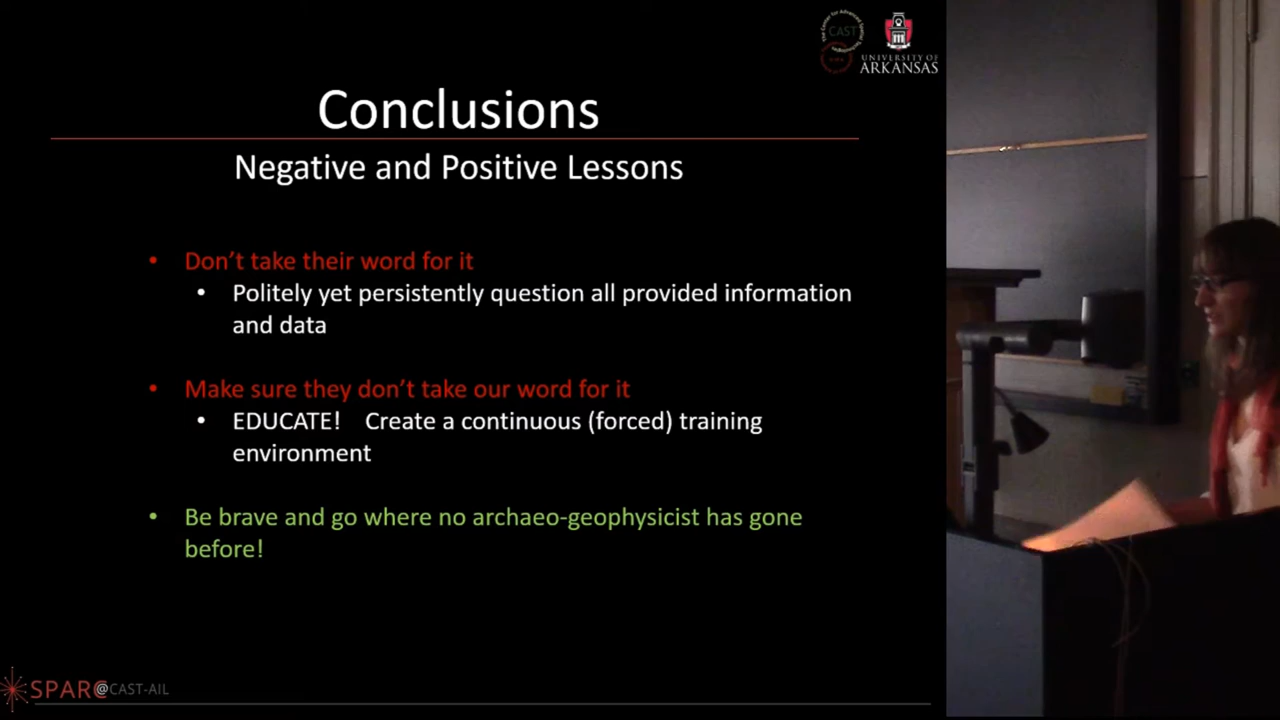 CAST
UNIVERSITY OF
ARKANSAS
Conclusions
Negative and Positive Lessons
• Don't take their word for it
• Politely yet persistently question all provided information
and data
• Make sure they don't take our word for it
• EDUCATE! Create a continuous (forced) training
environment
• Be brave and go where no archaeo-geophysicist has gone
before!
SPARC@CAST-AIL